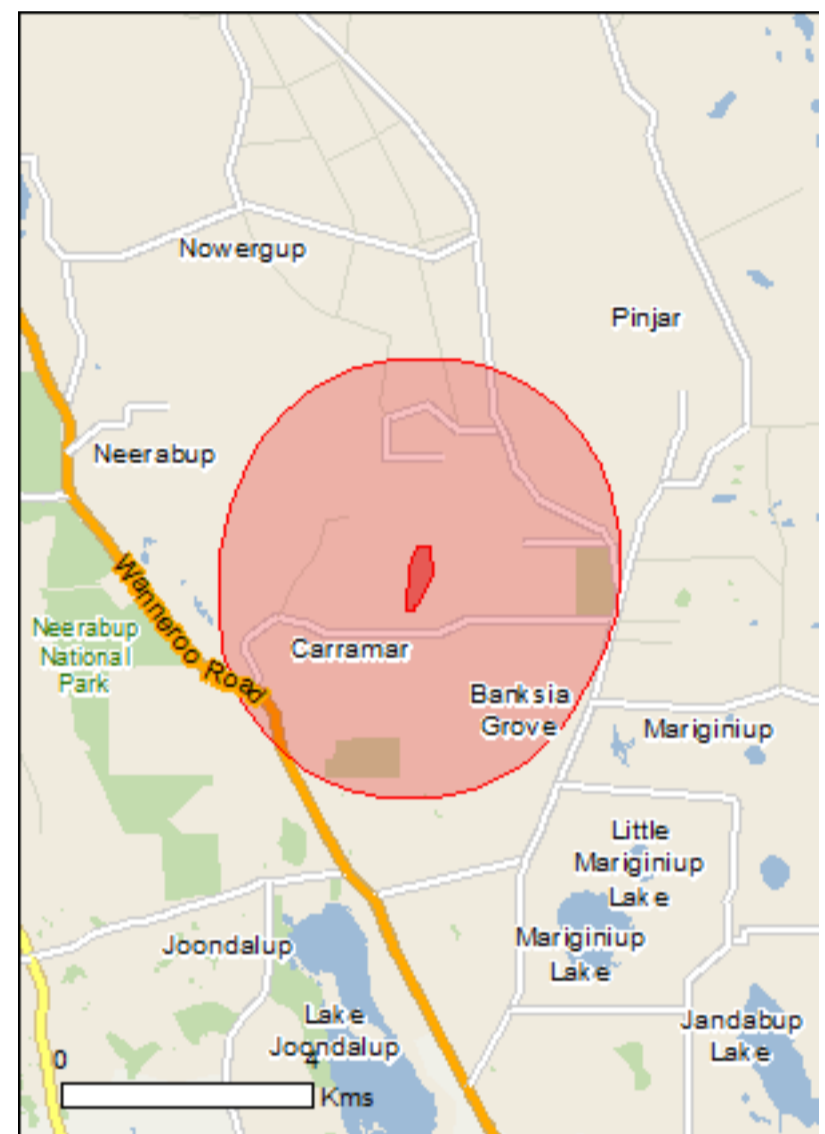 Nowergup
Pinjar
Neerabup
Wanneroo Road
Neerabup
National
Park
Carramar
Banksia
Grove
Mariginiup
Little
Mariginiup
Lake
Mariginiup
Lake
Joondalup
Lake
Joondalup
Jandabup
Lake
0
4
Kms